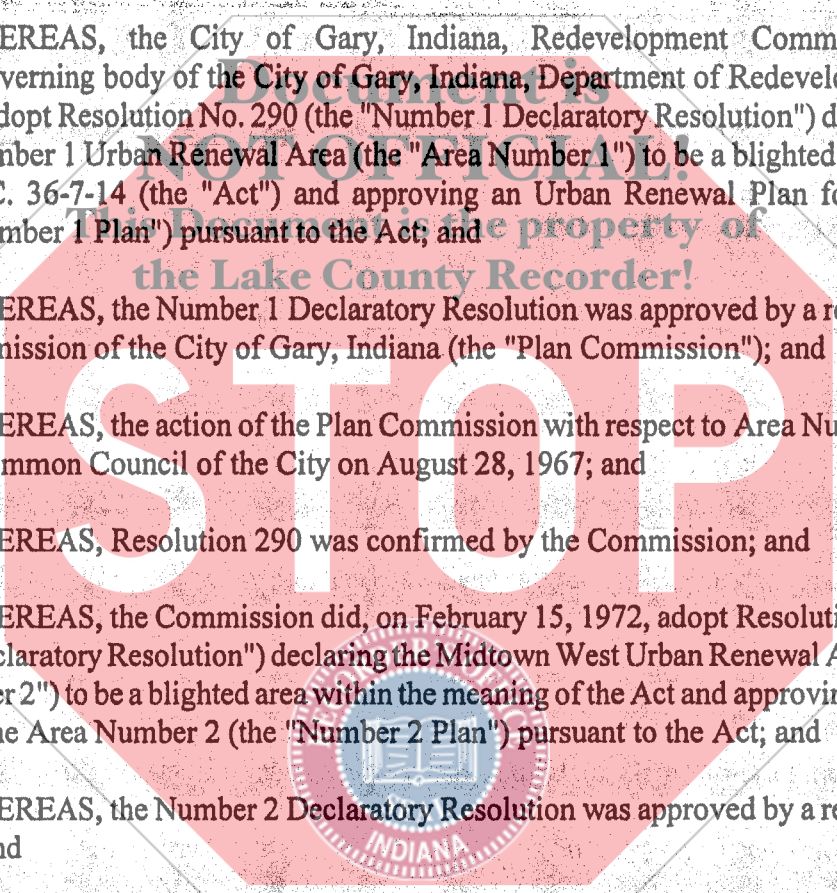 EREAS, the City of Gary, Indiana, Redevelopment Comm
verning body of the City of Gary, Indiana, Department of Redevel
Document is
dopt Resolution No. 290 (the "Number 1 Declaratory Resolution") d
NOT OFFICIAL!
nber 1 Urban Renewal Area (the "Area Number 1") to be a blighted
C. 36-7-14 (the "Act") and approving an Urban Renewal Plan fo
This Document is the property of
mber 1 Plan") pursuant to the Act; and
the Lake County Recorder!
EREAS, the Number 1 Declaratory Resolution was approved by a re
nission of the City of Gary, Indiana (the "Plan Commission"); and
STOP
EREAS, the action of the Plan Commission with respect to Area Nu
mmon Council of the City on August 28, 1967; and
EREAS, Resolution 290 was confirmed by the Commission; and
EREAS, the Commission did, on February 15, 1972, adopt Resoluti
claratory Resolution") declaring the Midtown West Urban Renewal A
er 2") to be a blighted area within the meaning of the Act and approvin
ne Area Number 2 (the "Number 2 Plan") pursuant to the Act; and
EREAS, the Number 2 Declaratory Resolution was approved by a re
nd
INDIANA